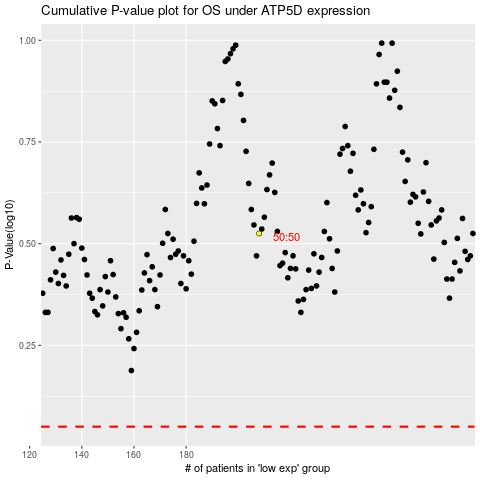 Cumulative P-value plot for OS under ATP5D expression
1.00
0.75
0.50
0.25
P-Value(log10)
50:50
120 140 160 180
# of patients in 'low exp' group